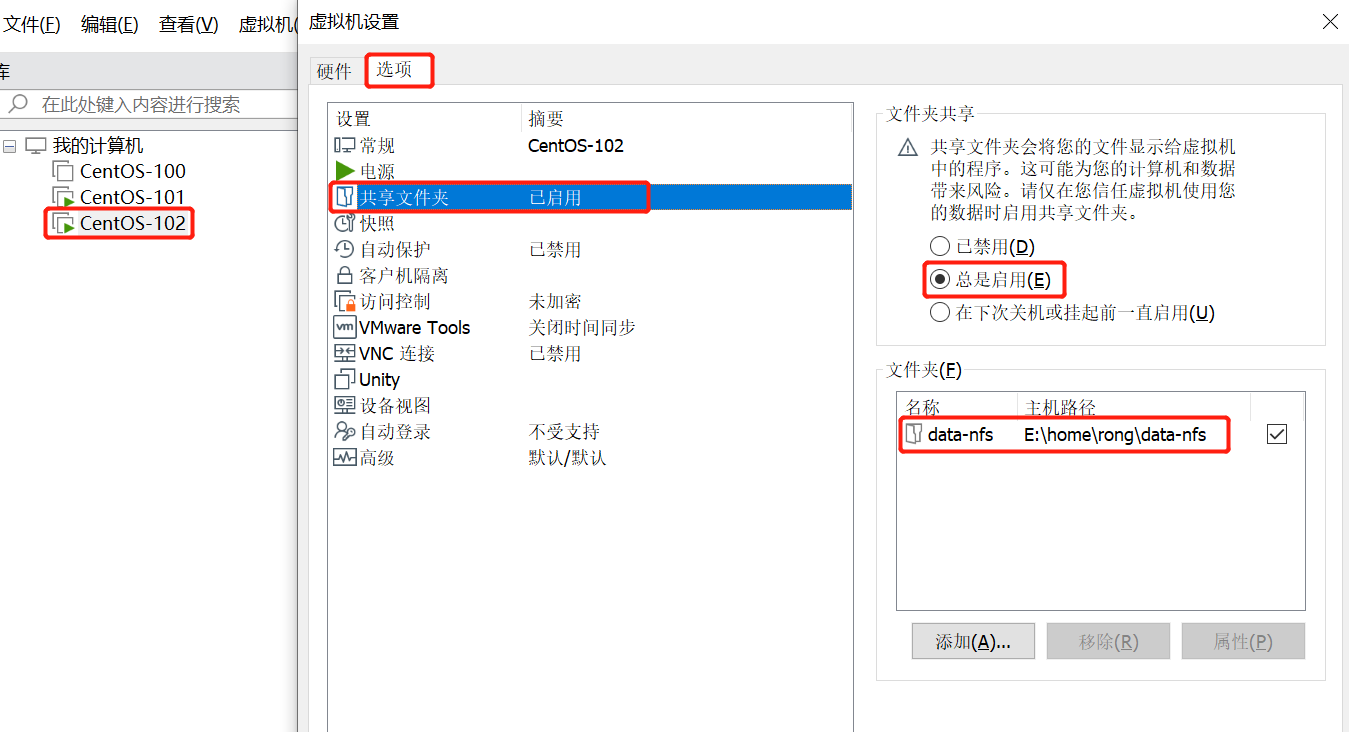 文件(F) 编辑(E) 查看(V) 虚拟机(
库
在此处键入内容进行搜索
我的计算机
CentOS-100
CentOS-101
CentOS-102
虚拟机设置
硬件 选项
设置 摘要
常规 CentOS-102
电源
共享文件夹 已启用
快照
自动保护 已禁用
客户机隔离
访问控制 未加密
VMware Tools 关闭时间同步
VNC 连接 已禁用
Unity
设备视图
自动登录 不受支持
高级 默认/默认
文件夹共享
共享文件夹会将您的文件显示给虚拟机
中的程序。这可能为您的计算机和数据
带来风险。请仅在您信任虚拟机使用您
的数据时启用共享文件夹。
已禁用(D)
总是启用(E)
在下次关机或挂起前一直启用(U)
文件夹(F)
名称 主机路径
data-nfs E:\home\rong\data-nfs
添加(A)... 移除(R) 属性(P)